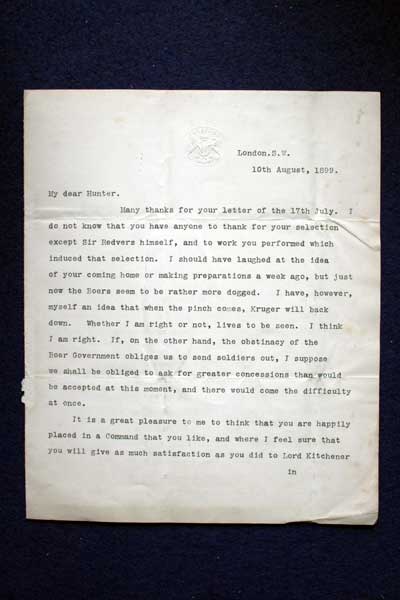 London.S.W.
10th August, 1899.
My dear Hunter.
Many thanks for your letter of the 17th July. I
do not know that you have anyone to thank for your selection
except Sir Redvers himself, and to work you performed which
induced that selection. I should have laughed at the idea
of your coming home or making preparations a week ago, but just
now the Boers seem to be rather more dogged. I have, however,
myself an idea that when the pinch comes, Kruger will back
down. Whether I am right or not, lives to be seen. I think
I am right. If, on the other hand, the obstinacy of the
Boer Government obliges us to send soldiers out, I suppose
we shall be obliged to ask for greater concessions than would
be accepted at this moment, and there would come the difficulty
at once.
It is a great pleasure to me to think that you are happily
placed in a Command that you like, and where I feel sure that
you will give as much satisfaction as you did to Lord Kitchener
in